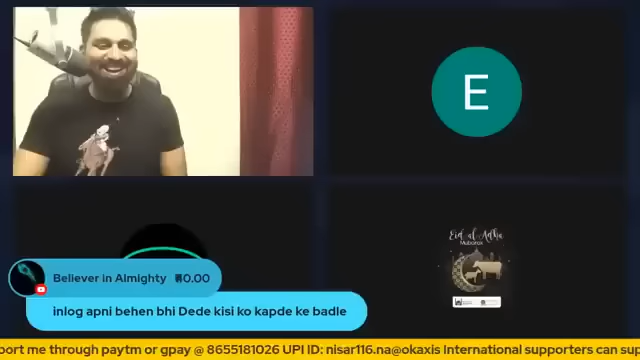 E
Eid al-Adha
Mubarak
Believer in Almighty ₹40.00
inlog apni behen bhi Dede kisi ko kapde ke badle
port me through paytm or gpay @ 8655181026 UPI ID: nisar116.na@okaxis International supporters can sup